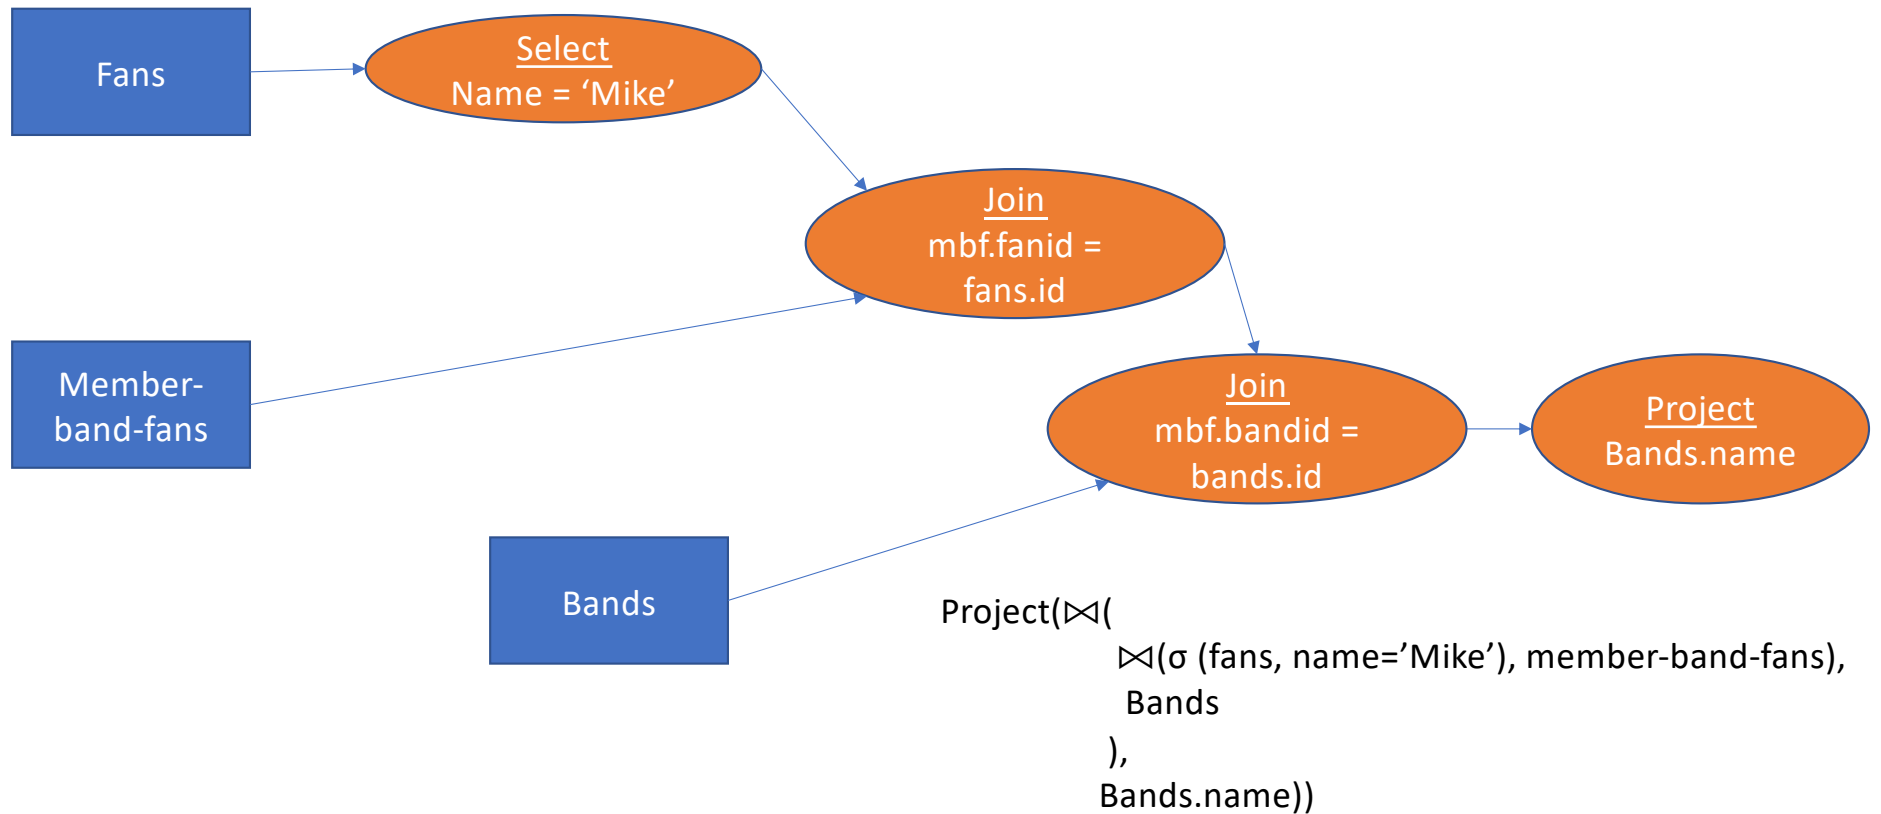 Fans
Select
Name = ‘Mike’
Join
mbf.fanid =
fans.id
Member-
band-fans
Join
mbf.bandid =
bands.id
Project
Bands.name
Bands
Project(⋈(
⋈(σ (fans, name=’Mike’), member-band-fans),
Bands
),
Bands.name))